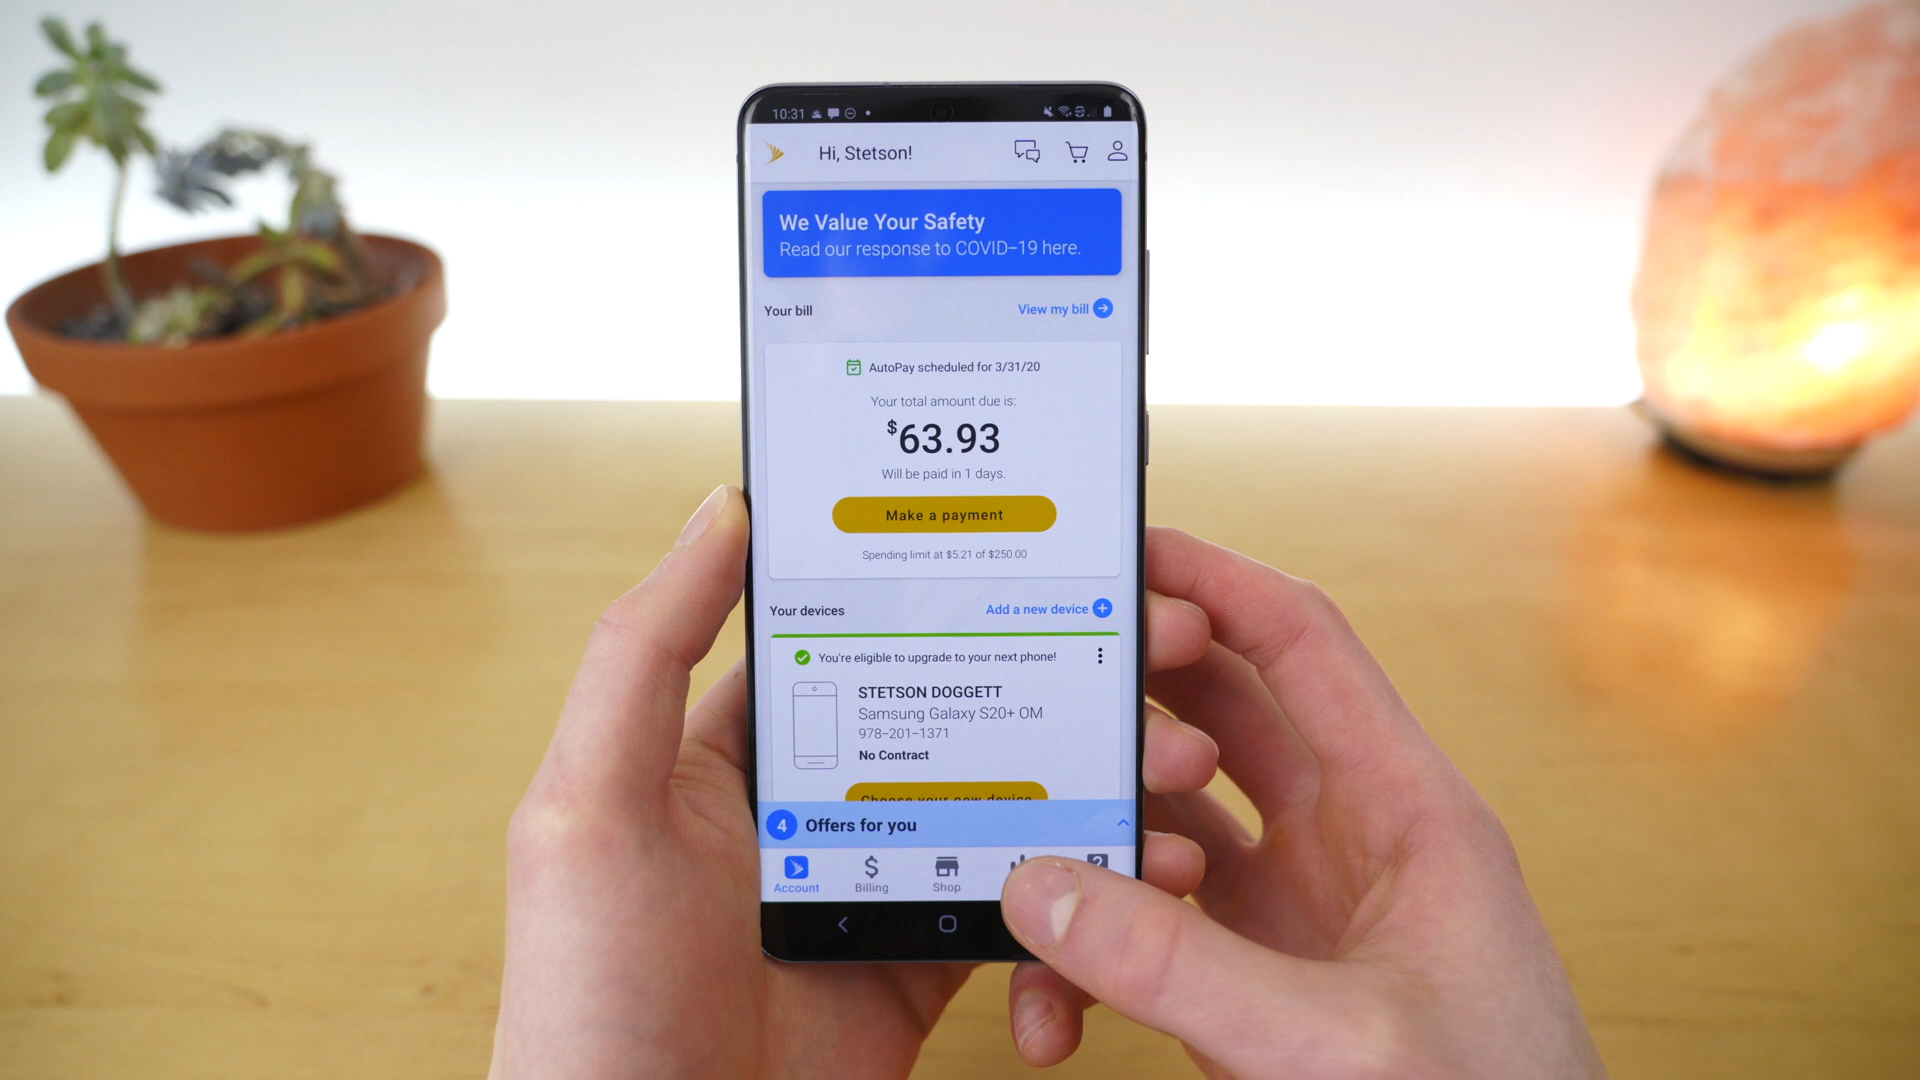 10:31
Hi, Stetson!
We Value Your Safety
Read our response to COVID-19 here.
Your bill
View my bill
AutoPay scheduled for 3/31/20
Your total amount due is:
$63.93
Will be paid in 1 days.
Make a payment
Spending limit at $5.21 of $250.00
Your devices
Add a new device
You're eligible to upgrade to your next phone!
STETSON DOGGETT
Samsung Galaxy S20+ OM
978-201-1371
No Contract
Choose your new device
4 Offers for you
Account Billing Shop